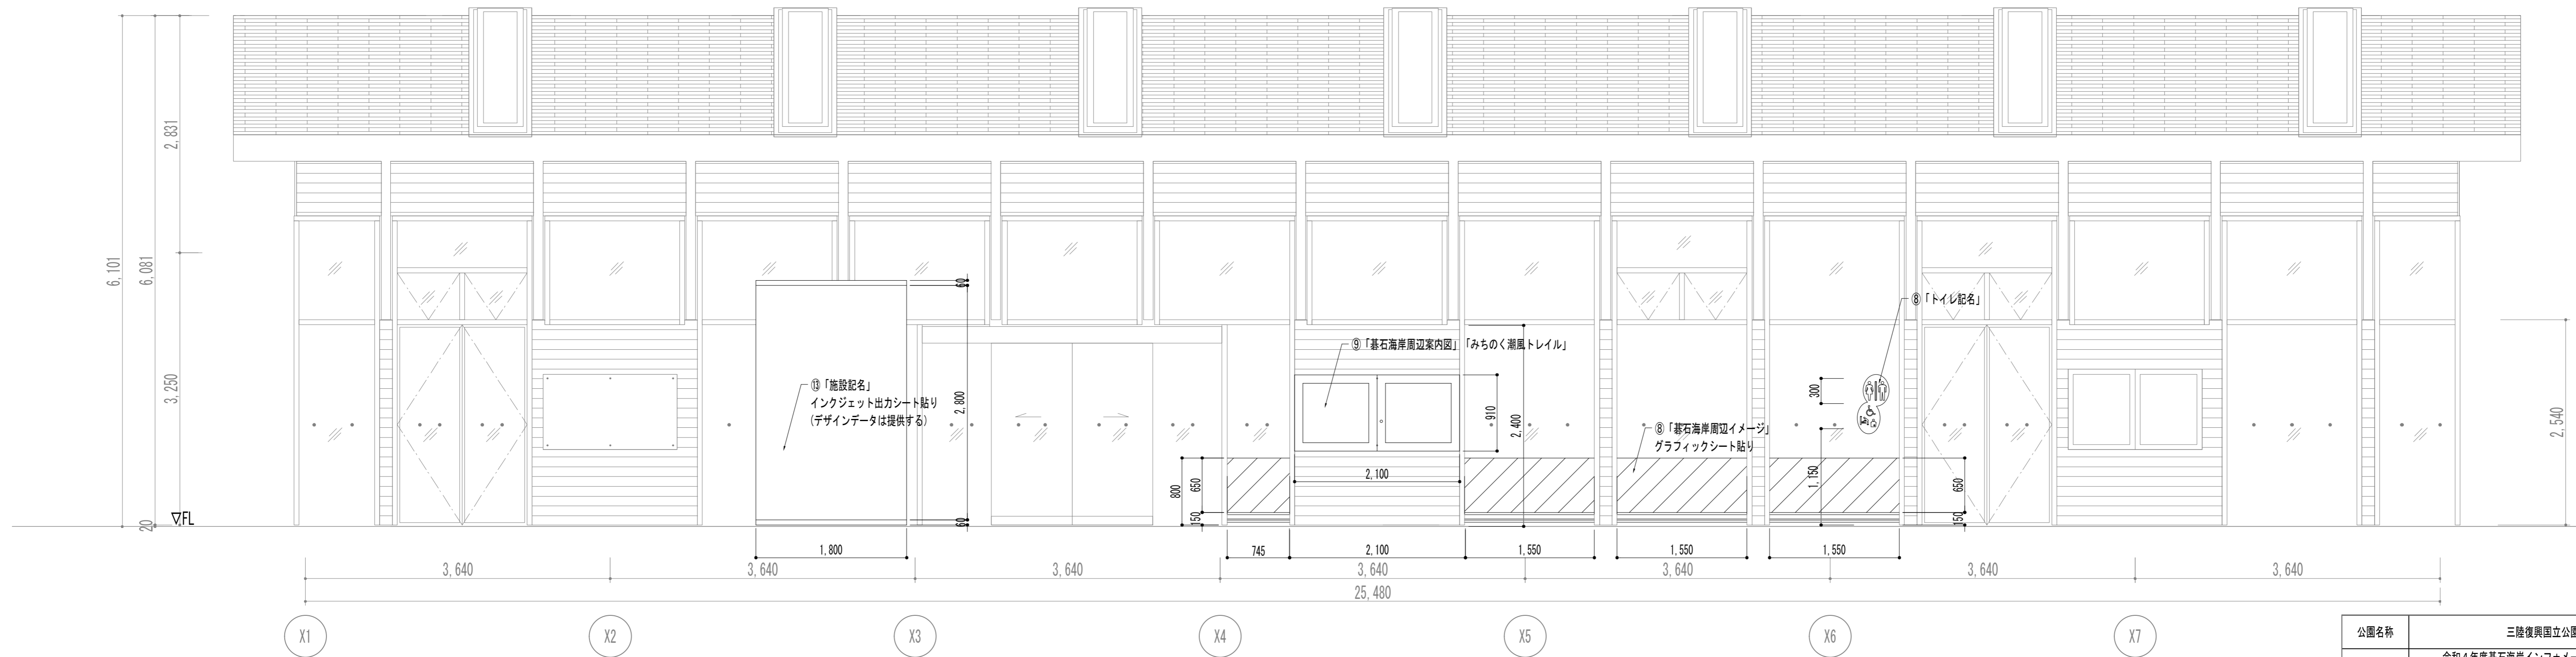 2,831
3,250
6,081
6,101
20
▽FL
⑬「施設記名」
インクジェット出力シート貼り
(デザインデータは提供する)
60
2,800
60
1,800
⑨「碁石海岸周辺案内図」「みちのく潮風トレイル」
910
2,400
2,100
800
650
150
⑧「碁石海岸周辺イメージ」
グラフィックシート貼り
⑧「トイレ記名」
300
1,150
650
150
2,540
745
2,100
1,550
1,550
1,550
3,640
3,640
3,640
3,640
3,640
3,640
3,640
25,480
X1
X2
X3
X4
X5
X6
X7
公園名称
三陸復興国立公園